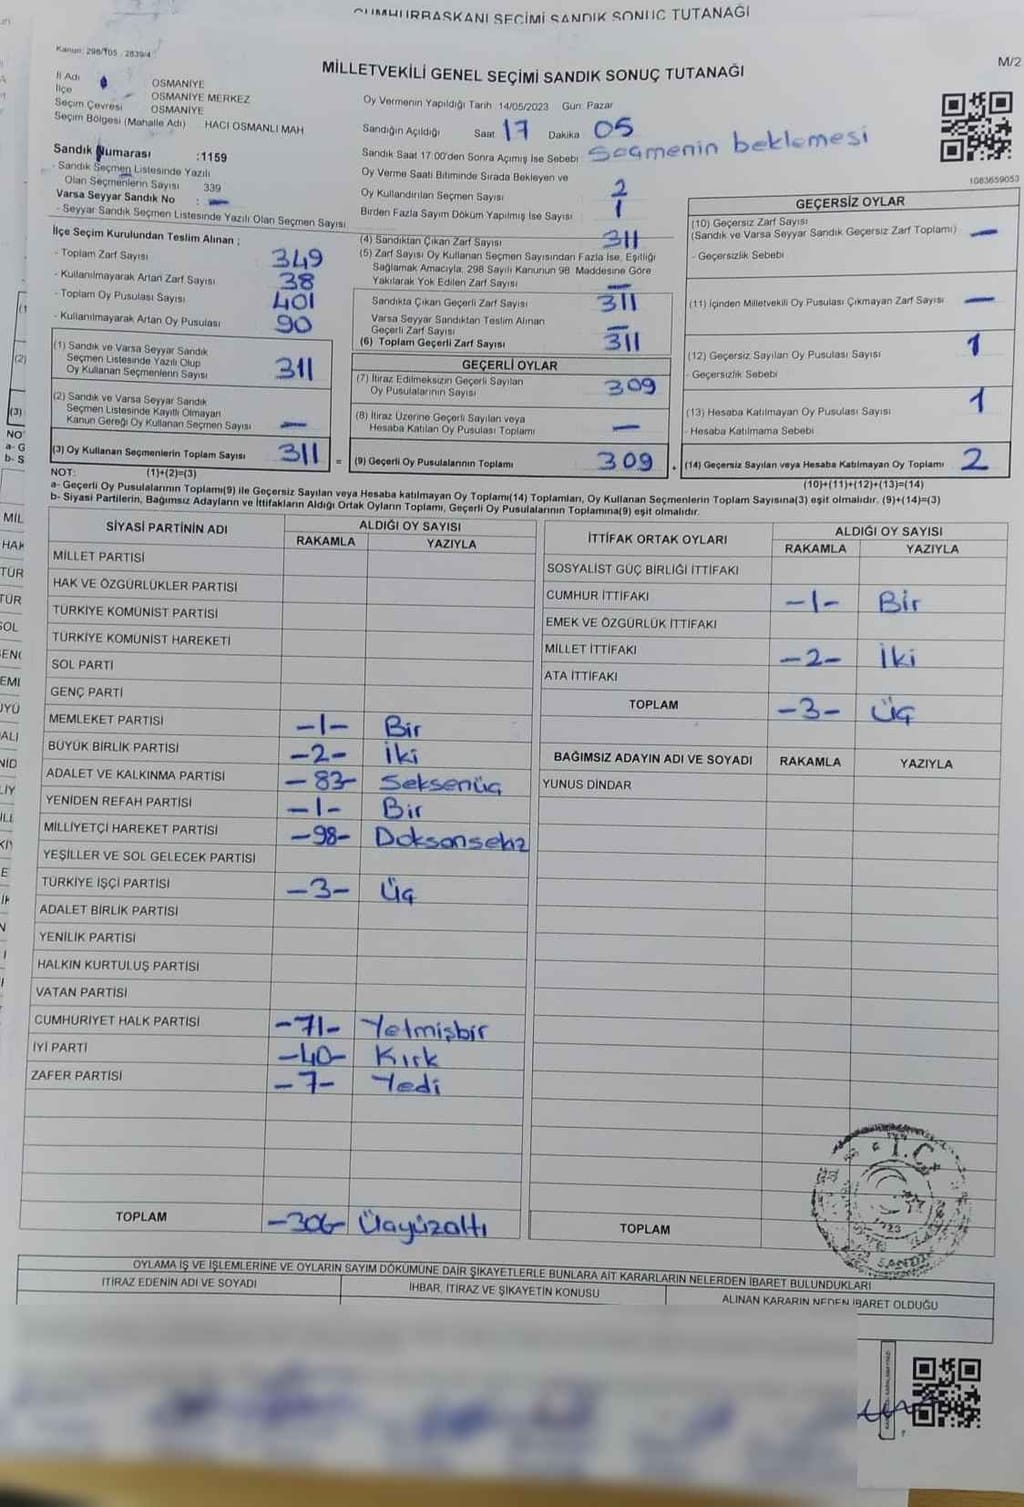 CUMHURBAŞKANI SEÇİMİ SANDIK SONUÇ TUTANAĞI
Kanun: 298/105 , 2839/4
MİLLETVEKİLİ GENEL SEÇİMİ SANDIK SONUÇ TUTANAĞI
M/2
İl Adı OSMANİYE
İlçe OSMANİYE MERKEZ
Seçim Çevresi OSMANİYE
Seçim Bölgesi (Mahalle Adı) HACI OSMANLI MAH
Sandık Numarası :1159
- Sandık Seçmen Listesinde Yazılı
Olan Seçmenlerin Sayısı 339
Varsa Seyyar Sandık No : —
- Seyyar Sandık Seçmen Listesinde Yazılı Olan Seçmen Sayısı
İlçe Seçim Kurulundan Teslim Alınan ;
- Toplam Zarf Sayısı 349
- Kullanılmayarak Artan Zarf Sayısı 38
- Toplam Oy Pusulası Sayısı 401
- Kullanılmayarak Artan Oy Pusulası 90
(1) Sandık ve Varsa Seyyar Sandık
Seçmen Listesinde Yazılı Olup
Oy Kullanan Seçmenlerin Sayısı 311
(2) Sandık ve Varsa Seyyar Sandık
Seçmen Listesinde Kayıtlı Olmayan
Kanun Gereği Oy Kullanan Seçmen Sayısı —
(3) Oy Kullanan Seçmenlerin Toplam Sayısı 311 =
Oy Vermenin Yapıldığı Tarih 14/05/2023 Gün: Pazar
Sandığın Açıldığı Saat 17 Dakika 05
Sandık Saat 17:00'den Sonra Açılmış İse Sebebi Seçmenin beklemesi
Oy Verme Saati Bitiminde Sırada Bekleyen ve
Oy Kullandırılan Seçmen Sayısı 2
Birden Fazla Sayım Döküm Yapılmış İse Sayısı 1
(4) Sandıktan Çıkan Zarf Sayısı 311
(5) Zarf Sayısı Oy Kullanan Seçmen Sayısından Fazla İse, Eşitliği
Sağlamak Amacıyla, 298 Sayılı Kanunun 98 Maddesine Göre
Yakılarak Yok Edilen Zarf Sayısı —
Sandıkta Çıkan Geçerli Zarf Sayısı 311
Varsa Seyyar Sandıktan Teslim Alınan
Geçerli Zarf Sayısı —
(6) Toplam Geçerli Zarf Sayısı 311
GEÇERLİ OYLAR
(7) İtiraz Edilmeksizin Geçerli Sayılan
Oy Pusulalarının Sayısı 309
(8) İtiraz Üzerine Geçerli Sayılan veya
Hesaba Katılan Oy Pusulası Toplamı —
(9) Geçerli Oy Pusulalarının Toplamı 309
1083659053
GEÇERSİZ OYLAR
(10) Geçersiz Zarf Sayısı
(Sandık ve Varsa Seyyar Sandık Geçersiz Zarf Toplamı) —
- Geçersizlik Sebebi
(11) İçinden Milletvekili Oy Pusulası Çıkmayan Zarf Sayısı —
(12) Geçersiz Sayılan Oy Pusulası Sayısı 1
- Geçersizlik Sebebi
(13) Hesaba Katılmayan Oy Pusulası Sayısı 1
- Hesaba Katılmama Sebebi
(14) Geçersiz Sayılan veya Hesaba Katılmayan Oy Toplamı 2
NOT: (1)+(2)=(3) (10)+(11)+(12)+(13)=(14)
a- Geçerli Oy Pusulalarının Toplamı(9) ile Geçersiz Sayılan veya Hesaba katılmayan Oy Toplamı(14) Toplamları, Oy Kullanan Seçmenlerin Toplam Sayısına(3) eşit olmalıdır. (9)+(14)=(3)
b- Siyasi Partilerin, Bağımsız Adayların ve İttifakların Aldığı Ortak Oyların Toplamı, Geçerli Oy Pusulalarının Toplamına(9) eşit olmalıdır.
SİYASİ PARTİNİN ADI ALDIĞI OY SAYISI
RAKAMLA YAZIYLA
MİLLET PARTİSİ
HAK VE ÖZGÜRLÜKLER PARTİSİ
TÜRKİYE KOMÜNİST PARTİSİ
TÜRKİYE KOMÜNİST HAREKETİ
SOL PARTİ
GENÇ PARTİ
MEMLEKET PARTİSİ -1- Bir
BÜYÜK BİRLİK PARTİSİ -2- İki
ADALET VE KALKINMA PARTİSİ -83- Seksenüç
YENİDEN REFAH PARTİSİ -1- Bir
MİLLİYETÇİ HAREKET PARTİSİ -98- Doksansekiz
YEŞİLLER VE SOL GELECEK PARTİSİ
TÜRKİYE İŞÇİ PARTİSİ -3- Üç
ADALET BİRLİK PARTİSİ
YENİLİK PARTİSİ
HALKIN KURTULUŞ PARTİSİ
VATAN PARTİSİ
CUMHURİYET HALK PARTİSİ -71- Yetmişbir
İYİ PARTİ -40- Kırk
ZAFER PARTİSİ -7- Yedi
TOPLAM -306- Üçyüzaltı
İTTİFAK ORTAK OYLARI ALDIĞI OY SAYISI
RAKAMLA YAZIYLA
SOSYALİST GÜÇ BİRLİĞİ İTTİFAKI
CUMHUR İTTİFAKI -1- Bir
EMEK VE ÖZGÜRLÜK İTTİFAKI
MİLLET İTTİFAKI -2- İki
ATA İTTİFAKI
TOPLAM -3- Üç
BAĞIMSIZ ADAYIN ADI VE SOYADI RAKAMLA YAZIYLA
YUNUS DİNDAR
T.C.
TOPLAM
SANDIK
OYLAMA İŞ VE İŞLEMLERİNE VE OYLARIN SAYIM DÖKÜMÜNE DAİR ŞİKAYETLERLE BUNLARA AİT KARARLARIN NELERDEN İBARET BULUNDUKLARI
İTİRAZ EDENİN ADI VE SOYADI İHBAR, İTİRAZ VE ŞİKAYETİN KONUSU ALINAN KARARIN NEDEN İBARET OLDUĞU